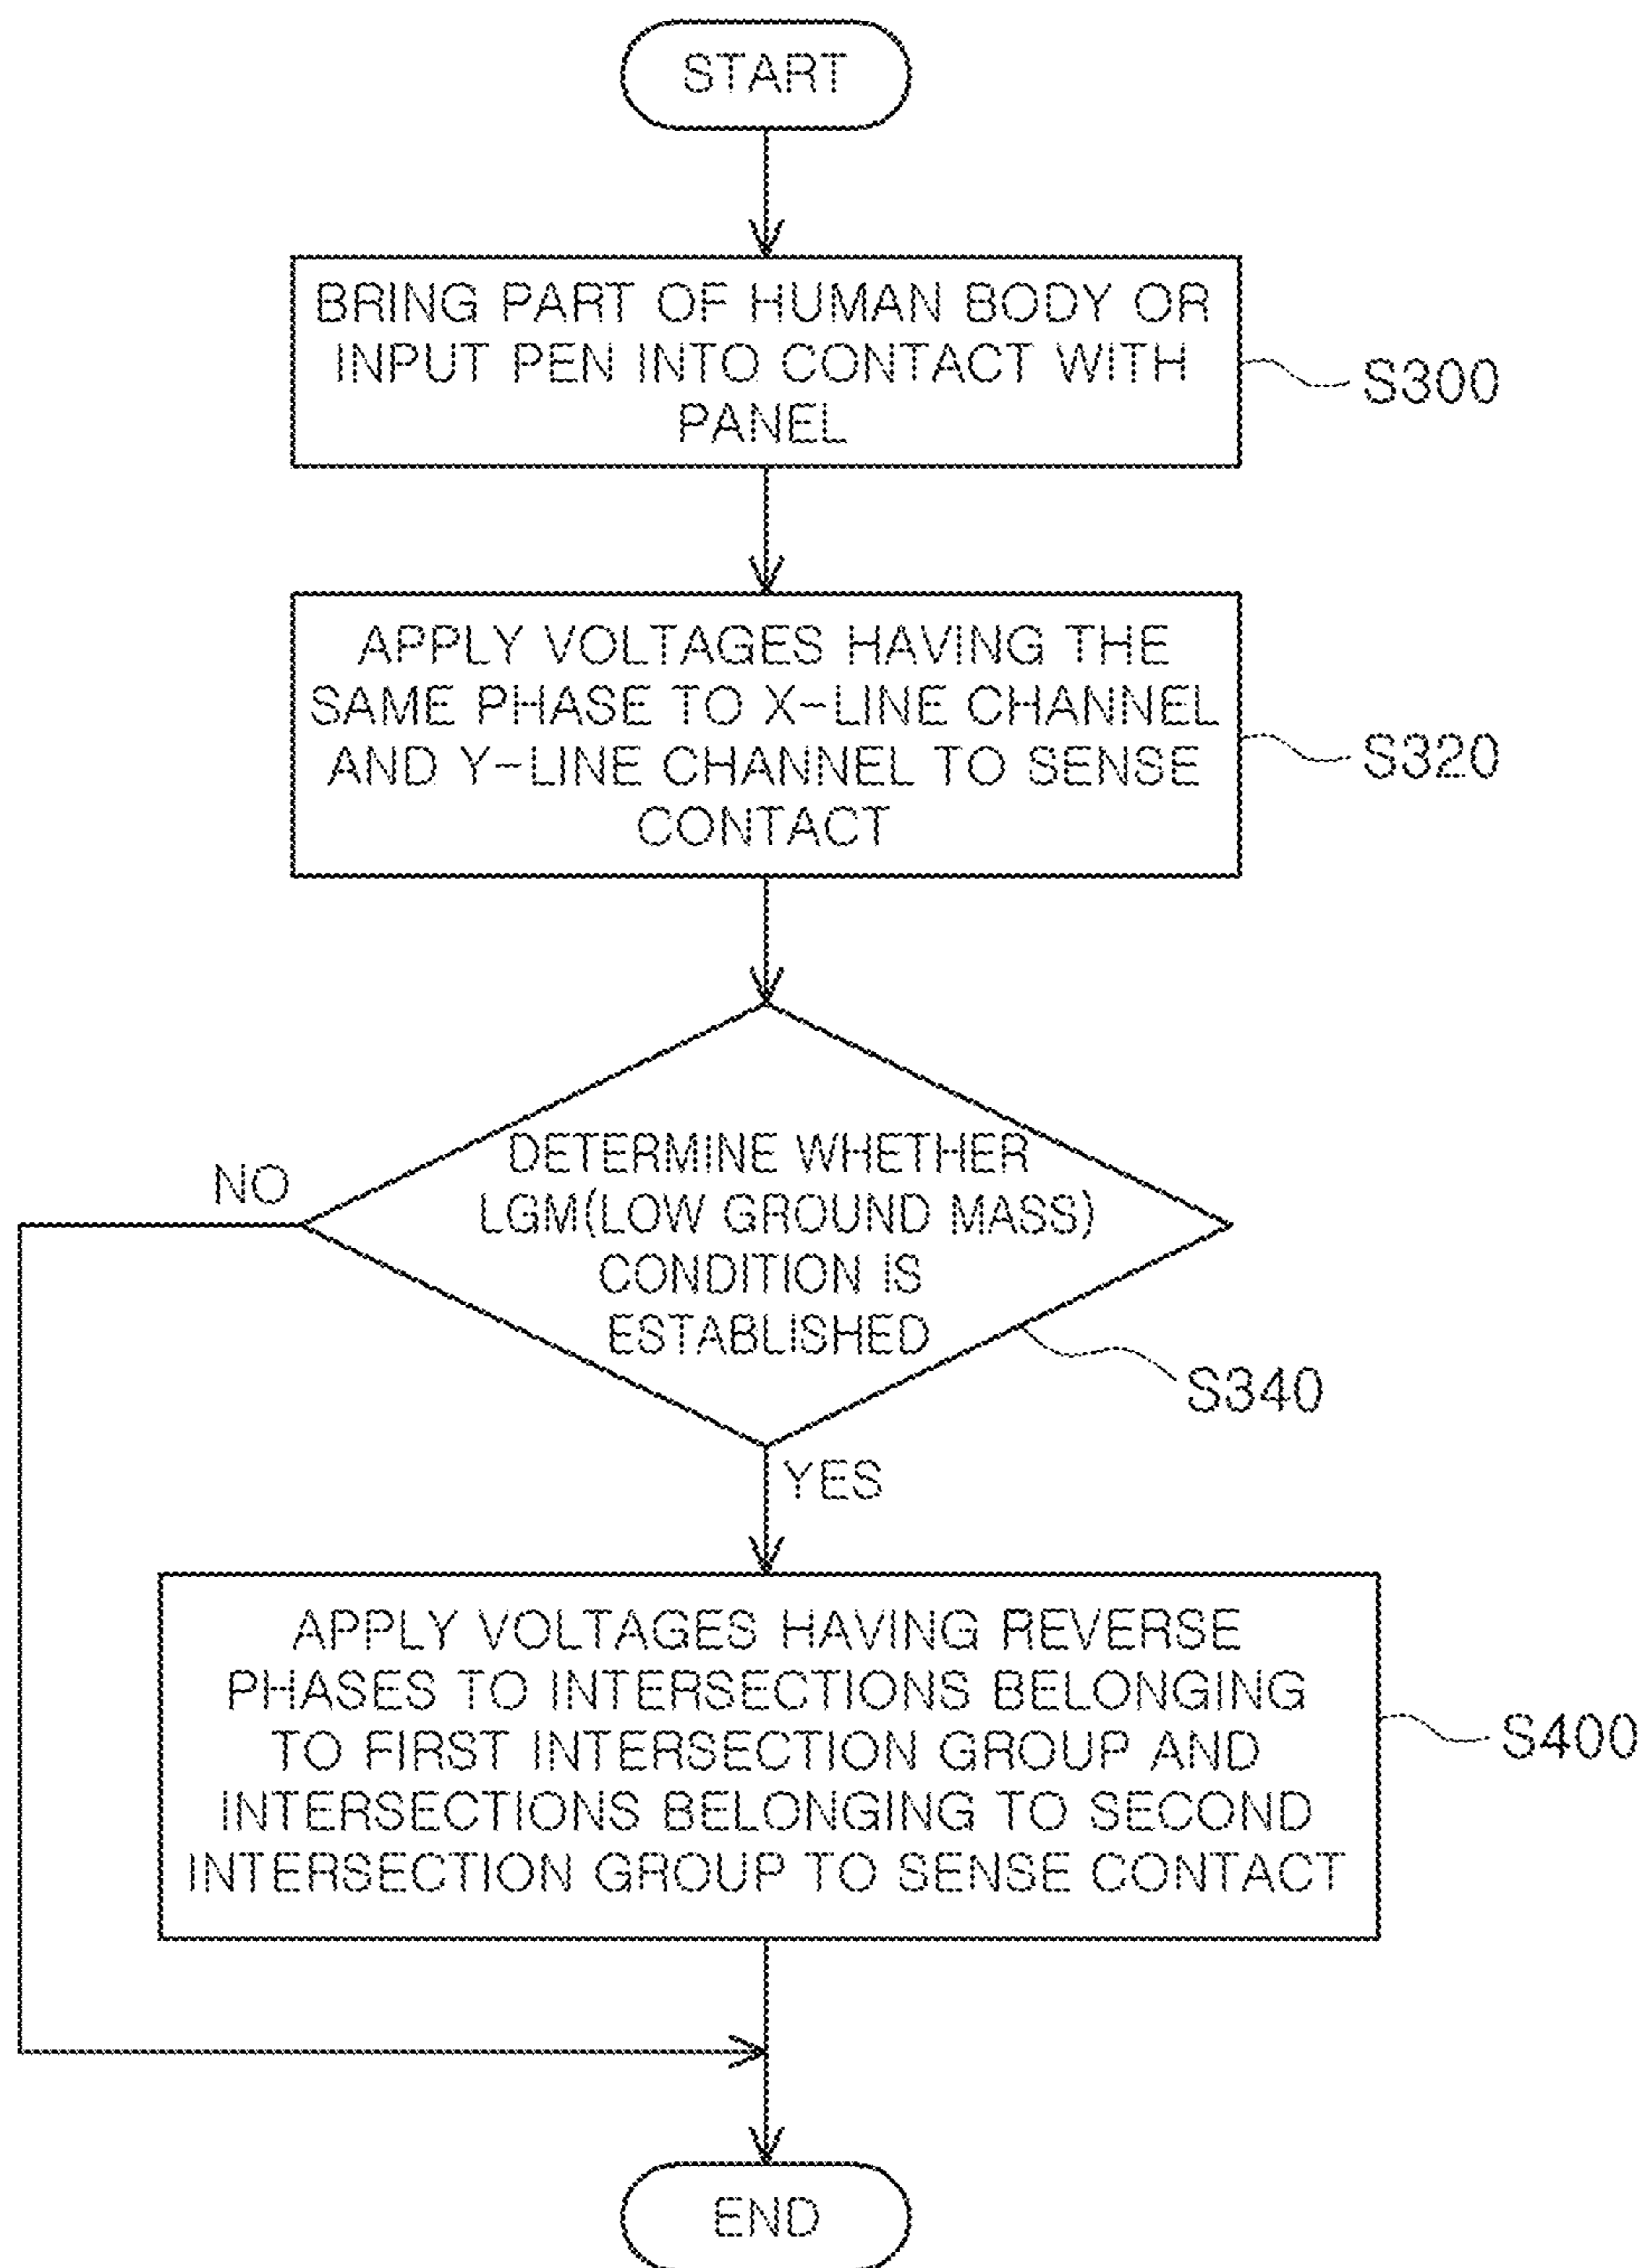 START
BRING PART OF HUMAN BODY OR
INPUT PEN INTO CONTACT WITH
PANEL
S300
APPLY VOLTAGES HAVING THE
SAME PHASE TO X-LINE CHANNEL
AND Y-LINE CHANNEL TO SENSE
CONTACT
S320
DETERMINE WHETHER
LGM(LOW GROUND MASS)
CONDITION IS
ESTABLISHED
NO
S340
YES
APPLY VOLTAGES HAVING REVERSE
PHASES TO INTERSECTIONS BELONGING
TO FIRST INTERSECTION GROUP AND
INTERSECTIONS BELONGING TO SECOND
INTERSECTION GROUP TO SENSE CONTACT
S400
END